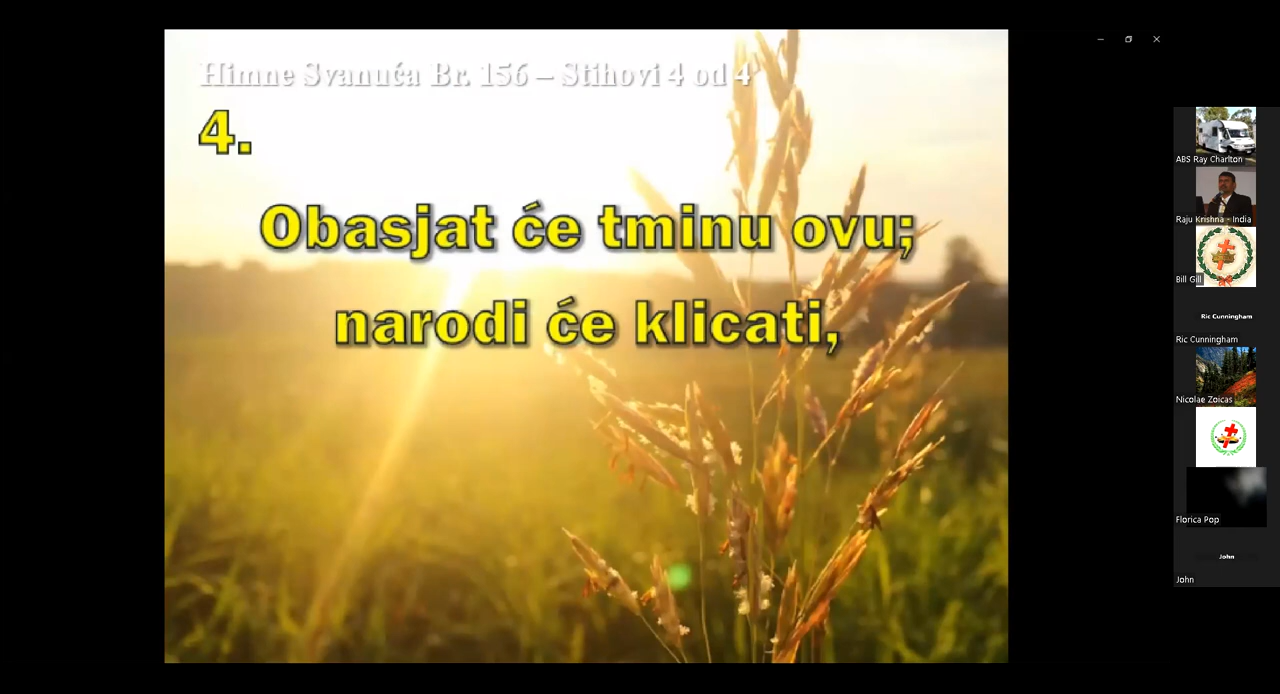 Himne Svanuća Br. 156 – Stihovi 4 od 4
4.
Obasjat će tminu ovu;
narodi će klicati,
ABS Ray Charlton
Raju Krishna - India
Bill Gill
Ric Cunningham
Ric Cunningham
Nicolae Zoicas
Florica Pop
John
John